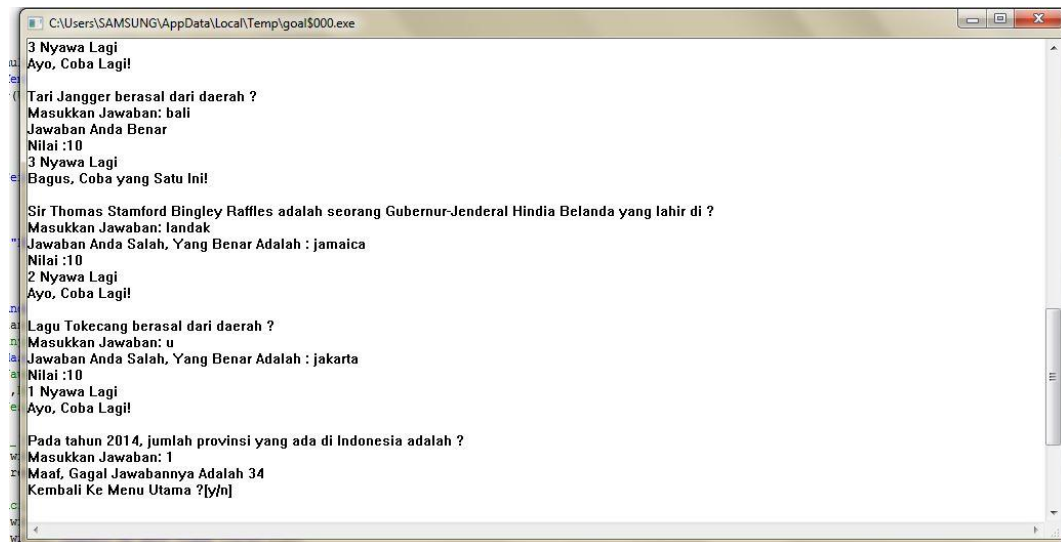 C:\Users\SAMSUNG\AppData\Local\Temp\goal$000.exe
3 Nyawa Lagi
Ayo, Coba Lagi!
Tari Jangger berasal dari daerah ?
Masukkan Jawaban: bali
Jawaban Anda Benar
Nilai :10
3 Nyawa Lagi
Bagus, Coba yang Satu Ini!
Sir Thomas Stamford Bingley Raffles adalah seorang Gubernur-Jenderal Hindia Belanda yang lahir di ?
Masukkan Jawaban: landak
Jawaban Anda Salah, Yang Benar Adalah : jamaica
Nilai :10
2 Nyawa Lagi
Ayo, Coba Lagi!
Lagu Tokecang berasal dari daerah ?
Masukkan Jawaban: u
Jawaban Anda Salah, Yang Benar Adalah : jakarta
Nilai :10
1 Nyawa Lagi
Ayo, Coba Lagi!
Pada tahun 2014, jumlah provinsi yang ada di Indonesia adalah ?
Masukkan Jawaban: 1
Maaf, Gagal Jawabannya Adalah 34
Kembali Ke Menu Utama ?[y/n]